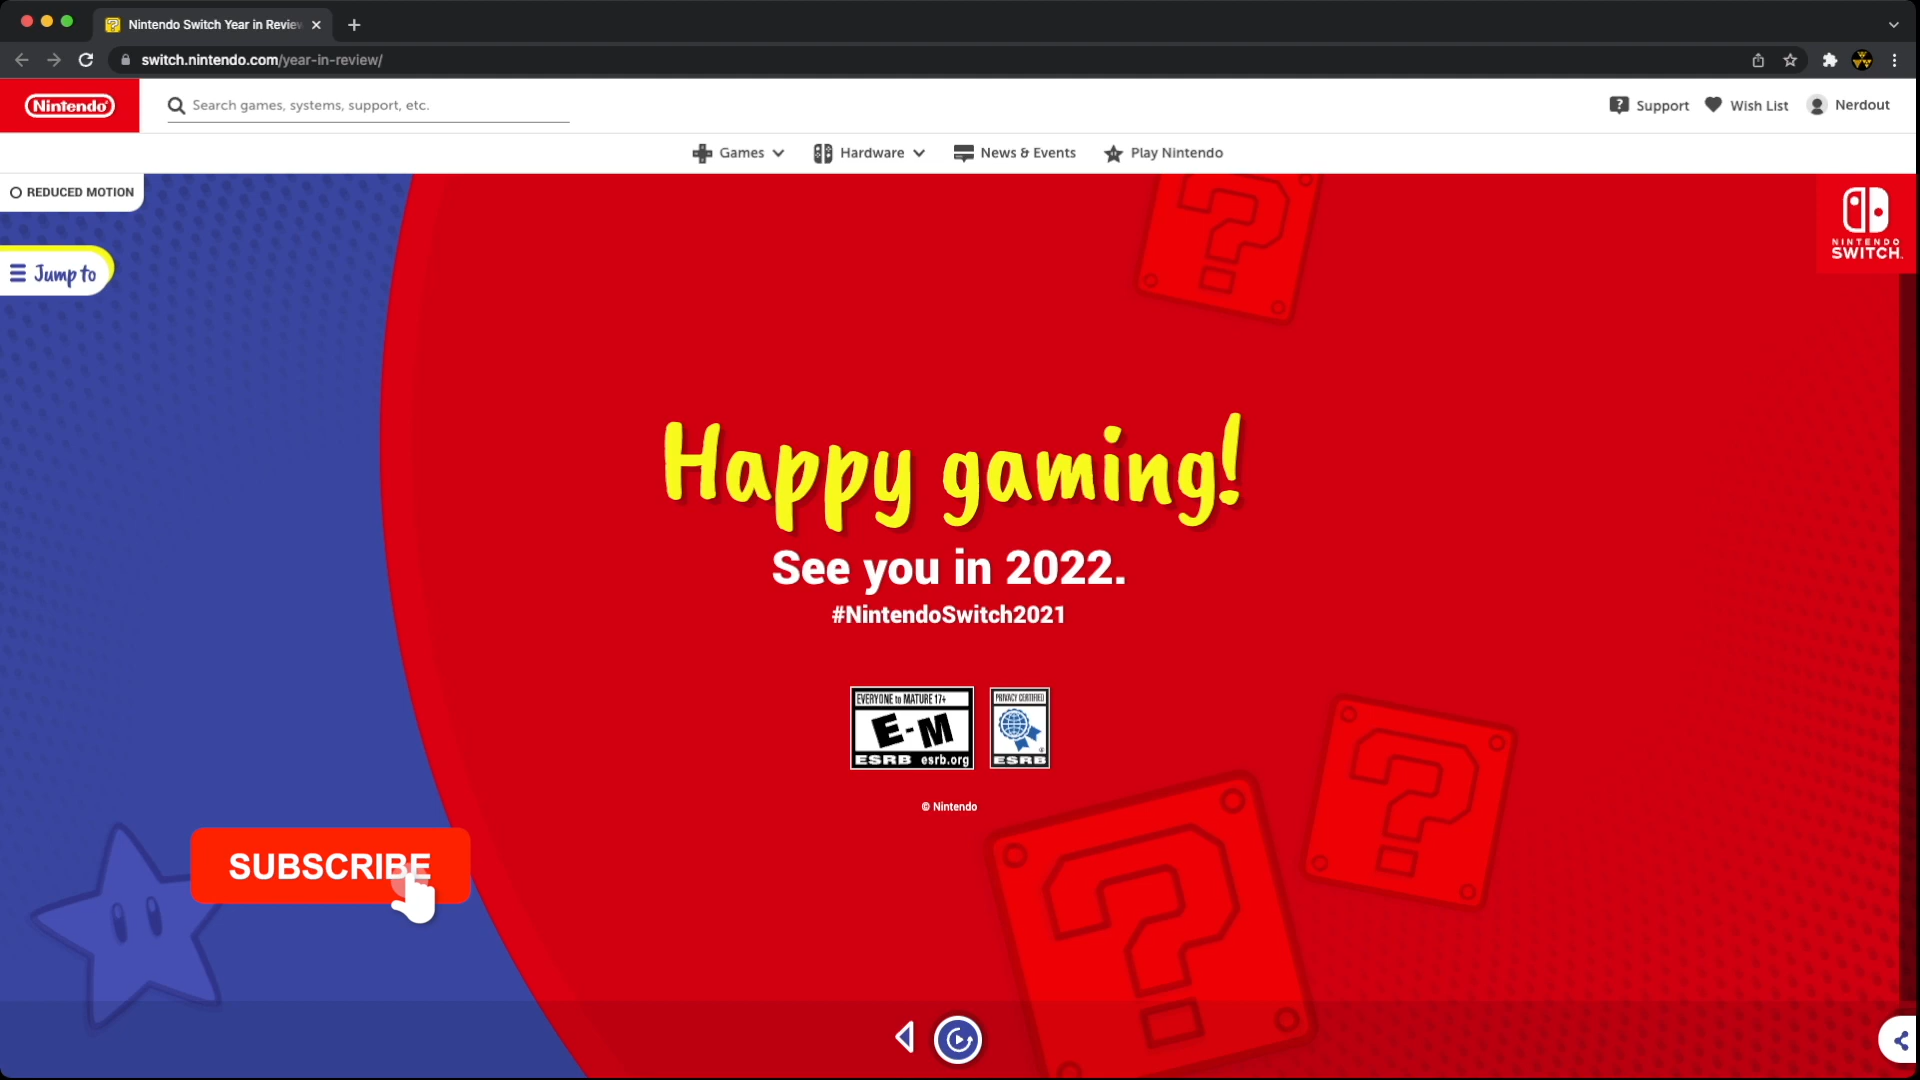 Nintendo Switch Year in Review
switch.nintendo.com/year-in-review/
Nintendo
Search games, systems, support, etc.
Support
Wish List
Nerdout
Games
Hardware
News & Events
Play Nintendo
REDUCED MOTION
NINTENDO
SWITCH.
Jump to
Happy gaming!
See you in 2022.
#NintendoSwitch2021
EVERYONE to MATURE 17+
E-M
ESRB esrb.org
PRIVACY CERTIFIED
ESRB
© Nintendo
SUBSCRIBE